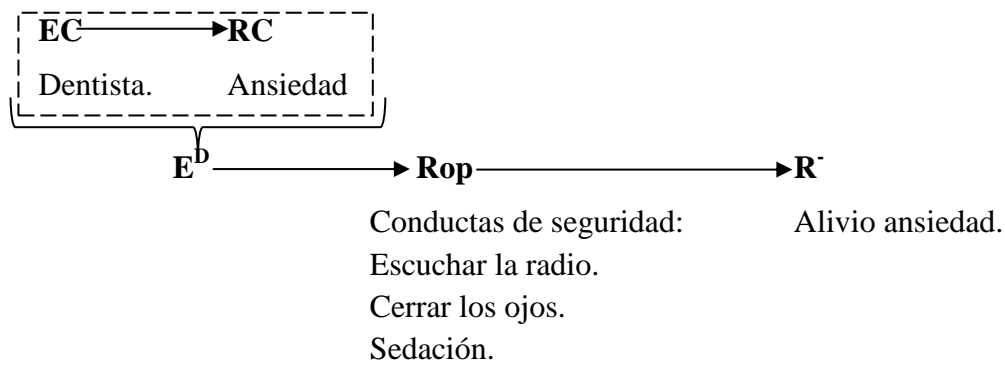 EC RC
Dentista. Ansiedad
E^D Rop R^-
Conductas de seguridad: Alivio ansiedad.
Escuchar la radio.
Cerrar los ojos.
Sedación.